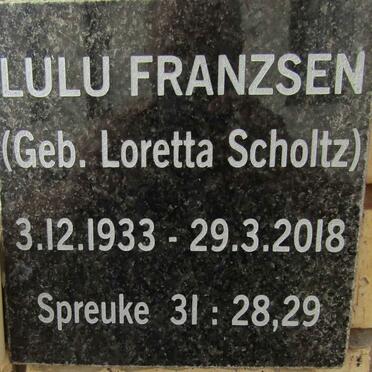 LULU FRANZSEN
(Geb. Loretta Scholtz)
3.12.1933 - 29.3.2018
Spreuke 31 : 28,29